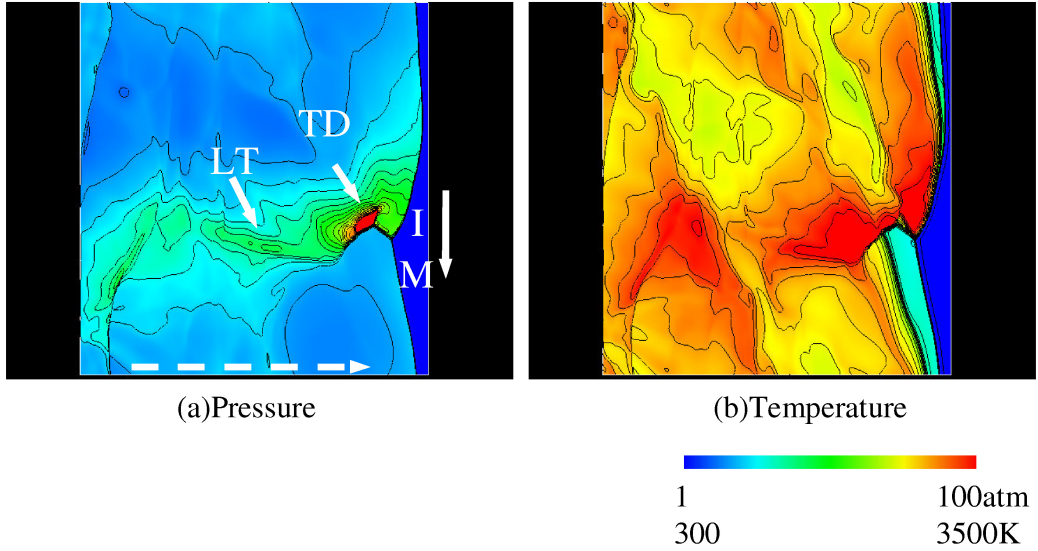 TD
LT
I
M
(a)Pressure
(b)Temperature
1
100atm
300
3500K